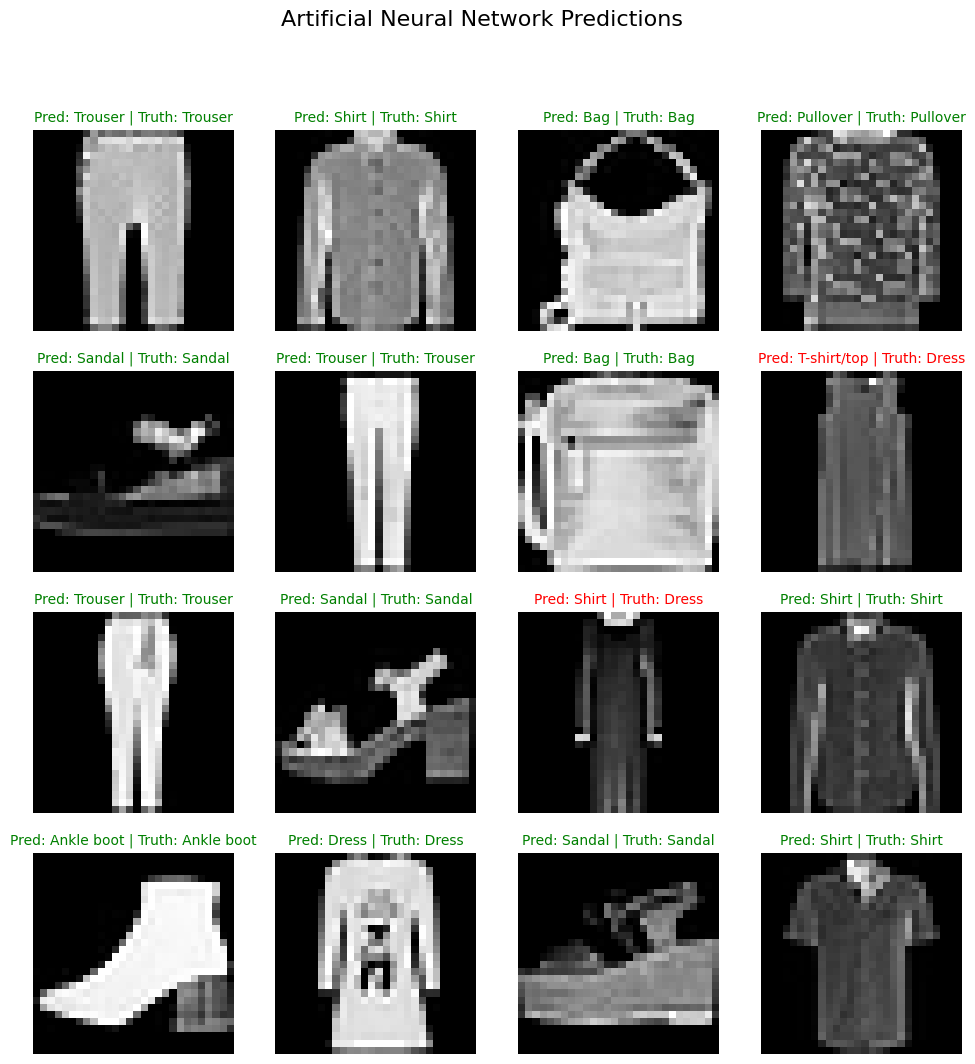 Artificial Neural Network Predictions
Pred: Trouser | Truth: Trouser
Pred: Shirt | Truth: Shirt
Pred: Bag | Truth: Bag
Pred: Pullover | Truth: Pullover
Pred: Sandal | Truth: Sandal
Pred: Trouser | Truth: Trouser
Pred: Bag | Truth: Bag
Pred: T-shirt/top | Truth: Dress
Pred: Trouser | Truth: Trouser
Pred: Sandal | Truth: Sandal
Pred: Shirt | Truth: Dress
Pred: Shirt | Truth: Shirt
Pred: Ankle boot | Truth: Ankle boot
Pred: Dress | Truth: Dress
Pred: Sandal | Truth: Sandal
Pred: Shirt | Truth: Shirt